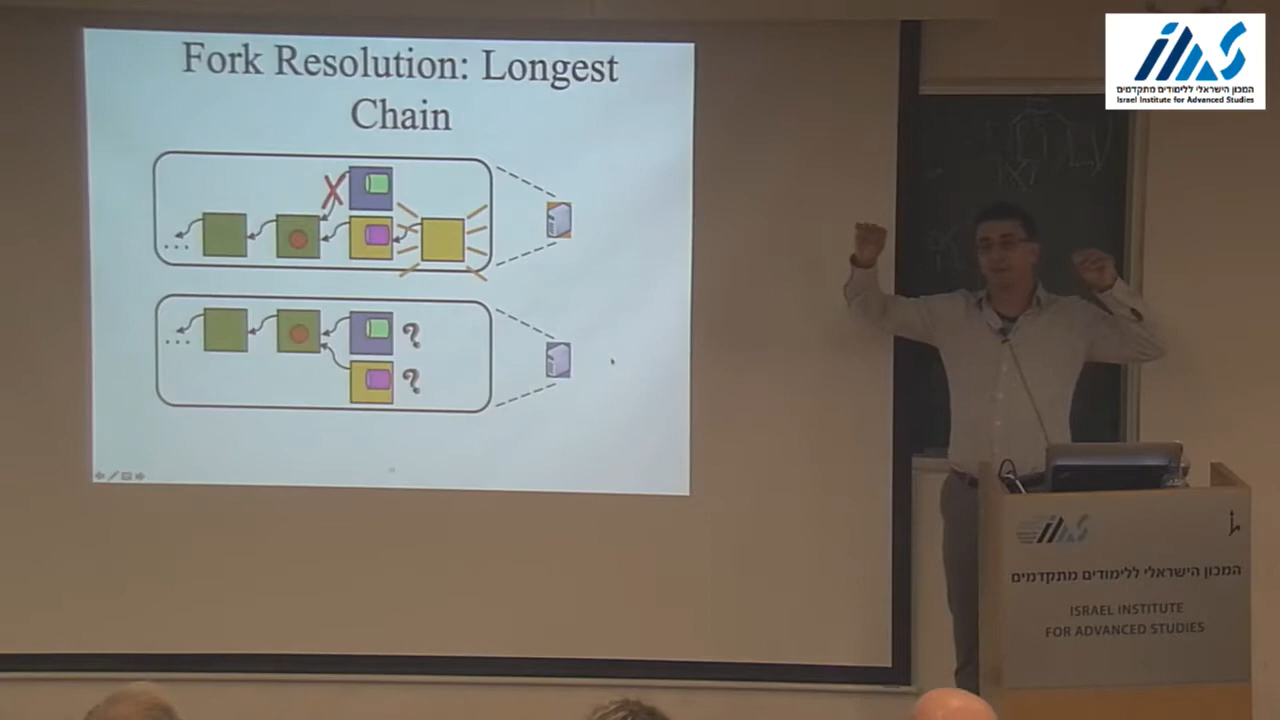 Fork Resolution: Longest
Chain
...
?
...
?
המכון הישראלי ללימודים מתקדמים
Israel Institute for Advanced Studies
המכון הישראלי ללימודים מתקדמים
ISRAEL INSTITUTE
FOR ADVANCED STUDIES